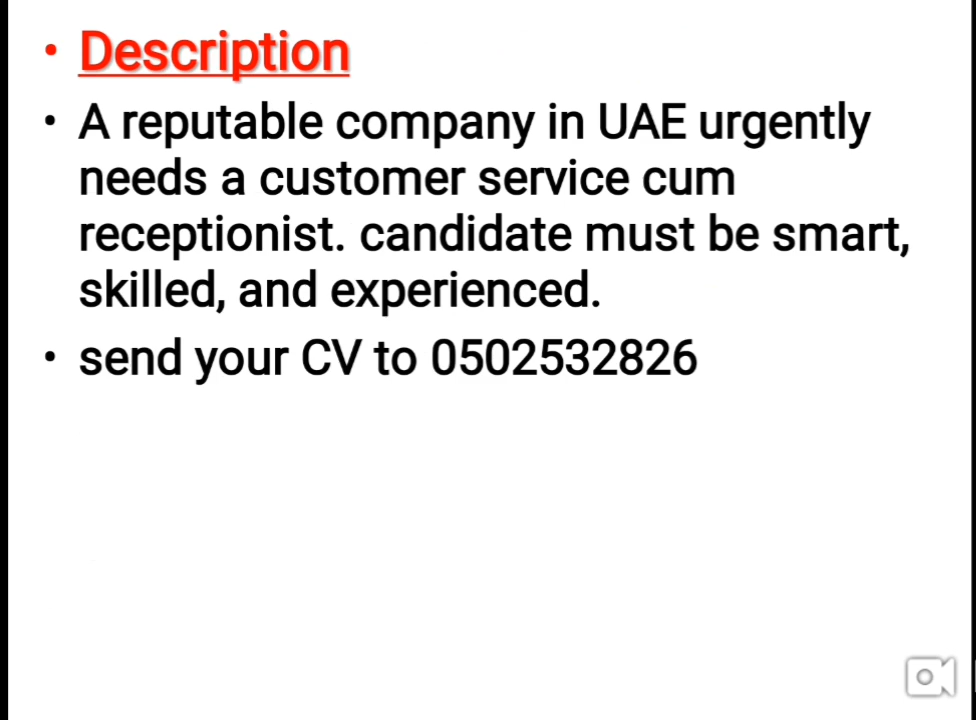 • Description
• A reputable company in UAE urgently
needs a customer service cum
receptionist. candidate must be smart,
skilled, and experienced.
• send your CV to 0502532826